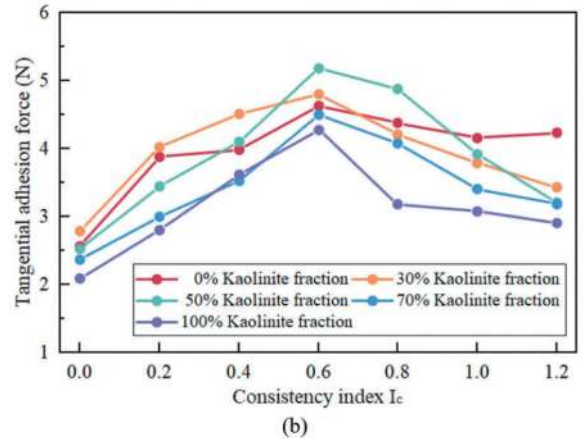 6
5
4
3
2
1
Tangential adhesion force (N)
0% Kaolinite fraction
30% Kaolinite fraction
50% Kaolinite fraction
70% Kaolinite fraction
100% Kaolinite fraction
0.0 0.2 0.4 0.6 0.8 1.0 1.2
Consistency index Ic
(b)